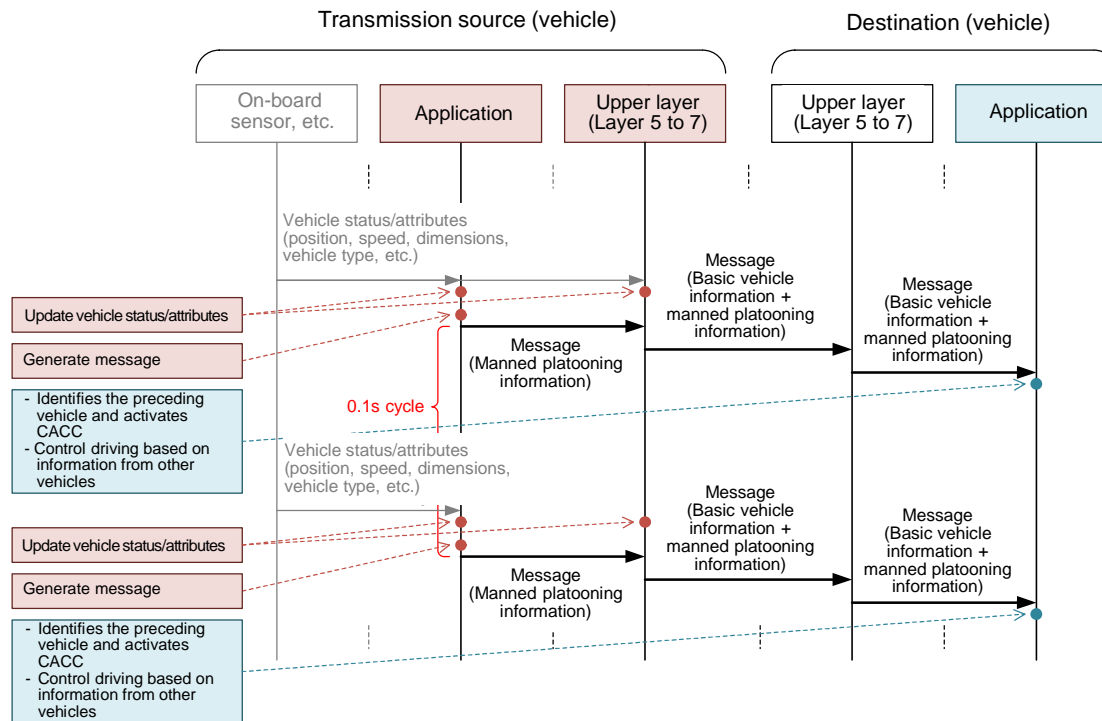 Transmission source (vehicle)
Destination (vehicle)
On-board
sensor, etc.
Application
Upper layer
(Layer 5 to 7)
Upper layer
(Layer 5 to 7)
Application
Vehicle status/attributes
(position, speed, dimensions,
vehicle type, etc.)
Message
(Basic vehicle
information +
manned platooning
information)
Message
(Basic vehicle
information +
manned platooning
information)
Update vehicle status/attributes
Generate message
Message
(Manned platooning
information)
- Identifies the preceding
vehicle and activates
CACC
- Control driving based on
information from other
vehicles
0.1s cycle
Vehicle status/attributes
(position, speed, dimensions,
vehicle type, etc.)
Message
(Basic vehicle
information +
manned platooning
information)
Message
(Basic vehicle
information +
manned platooning
information)
Update vehicle status/attributes
Generate message
Message
(Manned platooning
information)
- Identifies the preceding
vehicle and activates
CACC
- Control driving based on
information from other
vehicles